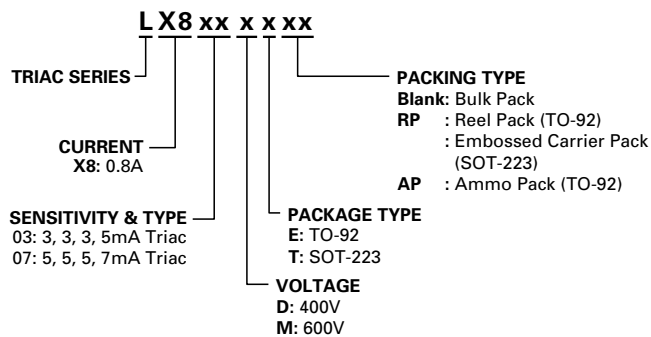 L X8 xx x x xx
TRIAC SERIES
CURRENT
X8: 0.8A
SENSITIVITY & TYPE
03: 3, 3, 3, 5mA Triac
07: 5, 5, 5, 7mA Triac
VOLTAGE
D: 400V
M: 600V
PACKAGE TYPE
E: TO-92
T: SOT-223
PACKING TYPE
Blank: Bulk Pack
RP : Reel Pack (TO-92)
: Embossed Carrier Pack
(SOT-223)
AP : Ammo Pack (TO-92)